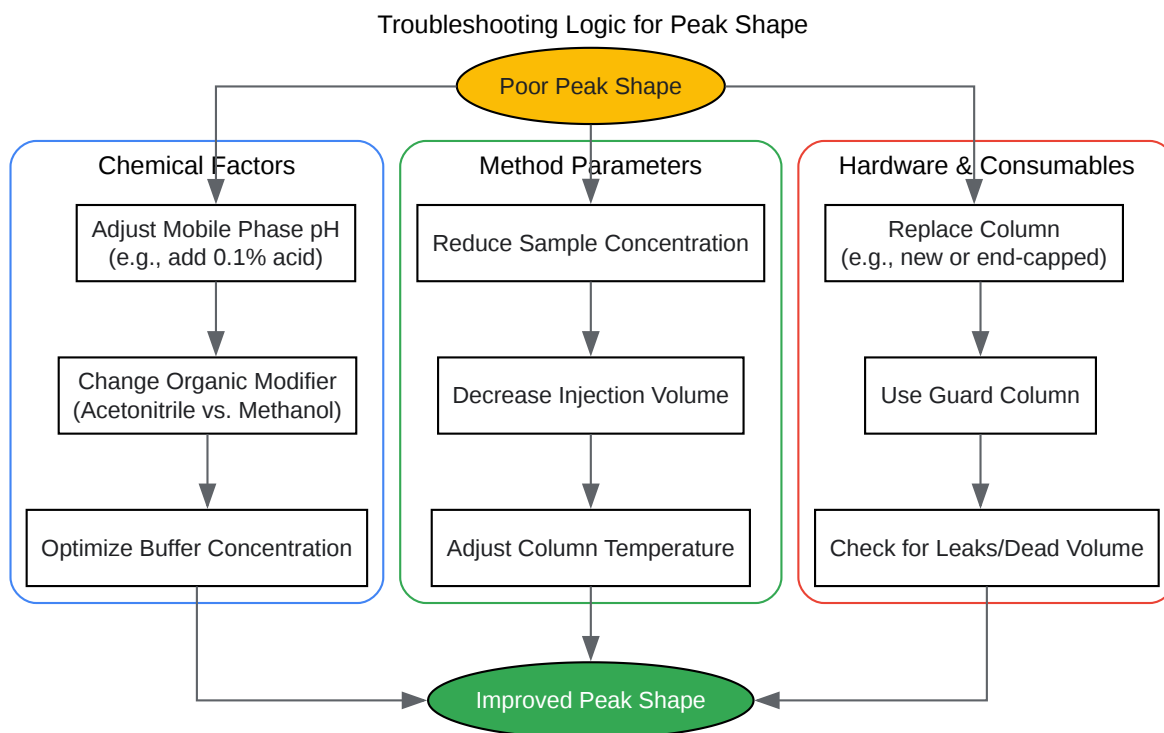 Troubleshooting Logic for Peak Shape
Poor Peak Shape
Chemical Factors
Adjust Mobile Phase pH
(e.g., add 0.1% acid)
Change Organic Modifier
(Acetonitrile vs. Methanol)
Optimize Buffer Concentration
Method Parameters
Reduce Sample Concentration
Decrease Injection Volume
Adjust Column Temperature
Hardware & Consumables
Replace Column
(e.g., new or end-capped)
Use Guard Column
Check for Leaks/Dead Volume
Improved Peak Shape